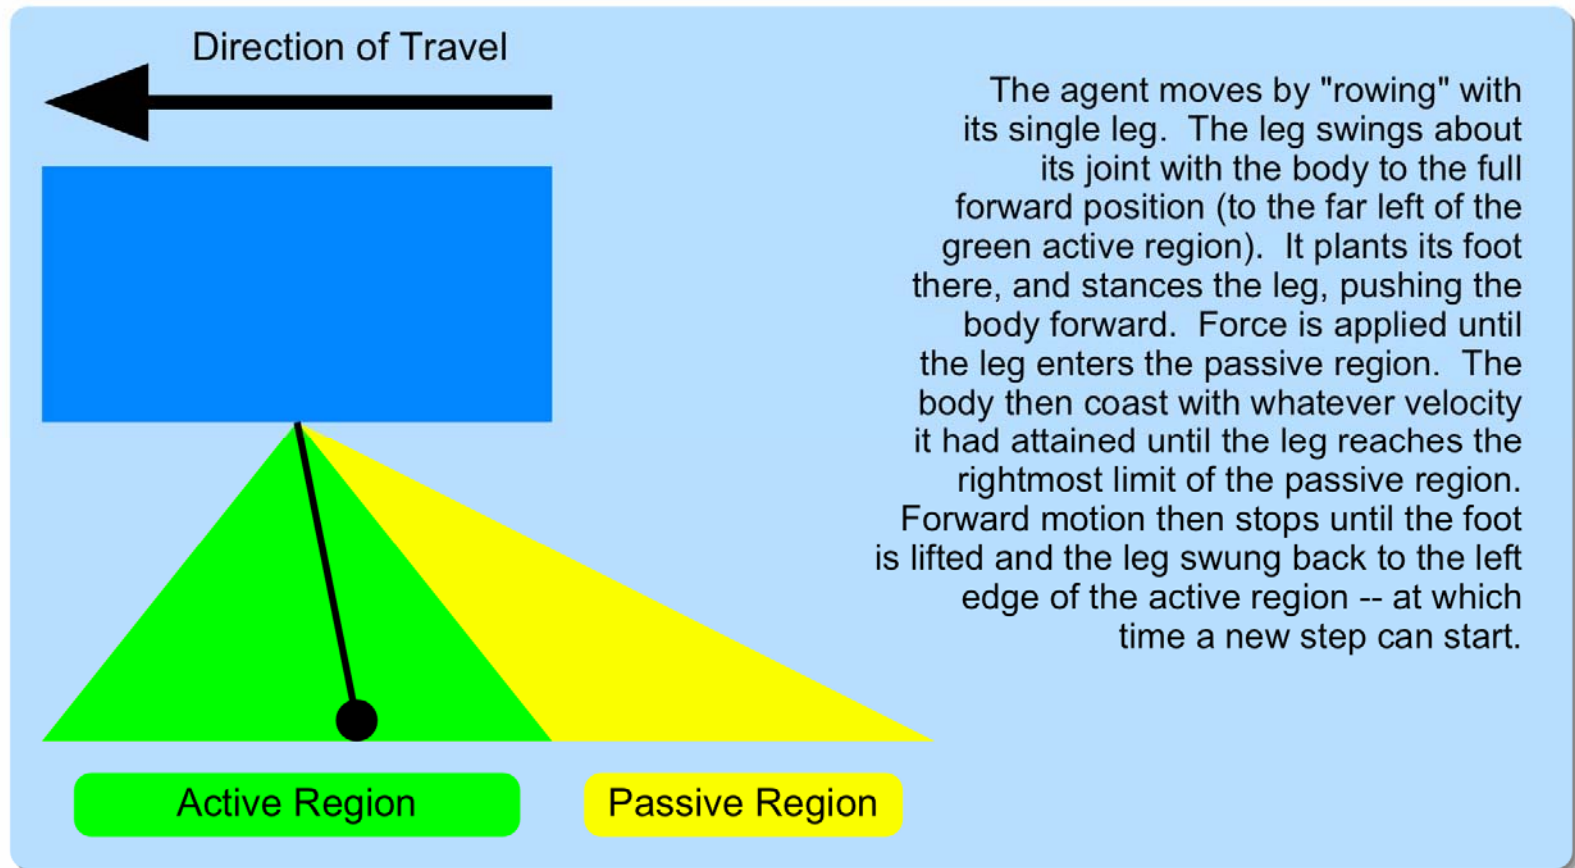 Direction of Travel
The agent moves by "rowing" with
its single leg.  The leg swings about
its joint with the body to the full
forward position (to the far left of the
green active region).  It plants its foot
there, and stances the leg, pushing the
body forward.  Force is applied until
the leg enters the passive region.  The
body then coast with whatever velocity
it had attained until the leg reaches the
rightmost limit of the passive region.
Forward motion then stops until the foot
is lifted and the leg swung back to the left
edge of the active region -- at which
time a new step can start.
Active Region
Passive Region